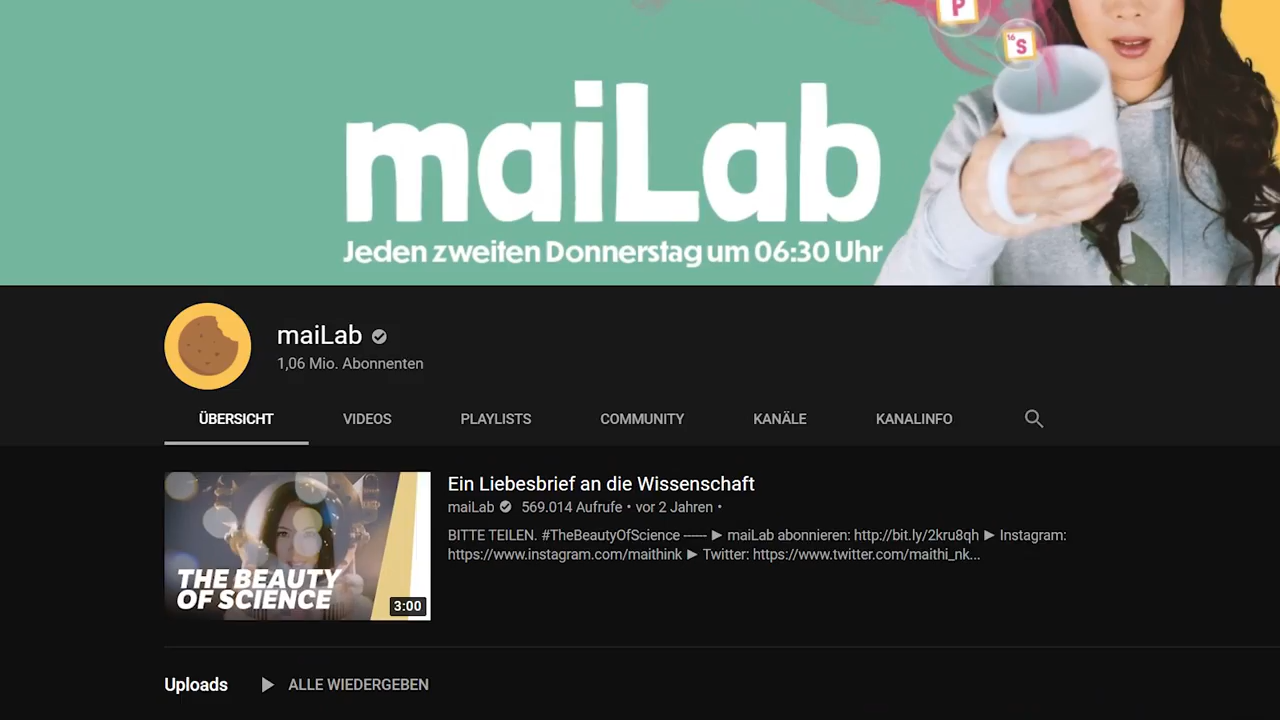 P
16
S
maiLab
Jeden zweiten Donnerstag um 06:30 Uhr
maiLab
1,06 Mio. Abonnenten
ÜBERSICHT VIDEOS PLAYLISTS COMMUNITY KANÄLE KANALINFO
Ein Liebesbrief an die Wissenschaft
maiLab 569.014 Aufrufe • vor 2 Jahren •
BITTE TEILEN. #TheBeautyOfScience ------- ► maiLab abonnieren: http://bit.ly/2kru8qh ► Instagram:
https://www.instagram.com/maithink ► Twitter: https://www.twitter.com/maithi_nk...
THE BEAUTY
OF SCIENCE
3:00
Uploads ALLE WIEDERGEBEN